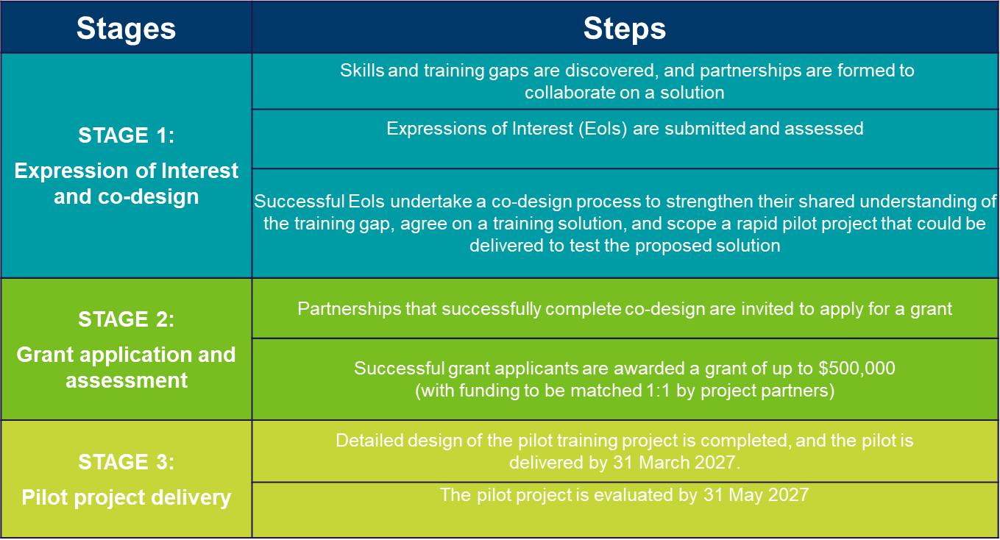 Stages
Steps
STAGE 1:
Expression of Interest
and co-design
Skills and training gaps are discovered, and partnerships are formed to
collaborate on a solution
Expressions of Interest (EoIs) are submitted and assessed
Successful EoIs undertake a co-design process to strengthen their shared understanding of
the training gap, agree on a training solution, and scope a rapid pilot project that could be
delivered to test the proposed solution
STAGE 2:
Grant application and
assessment
Partnerships that successfully complete co-design are invited to apply for a grant
Successful grant applicants are awarded a grant of up to $500,000
(with funding to be matched 1:1 by project partners)
STAGE 3:
Pilot project delivery
Detailed design of the pilot training project is completed, and the pilot is
delivered by 31 March 2027.
The pilot project is evaluated by 31 May 2027